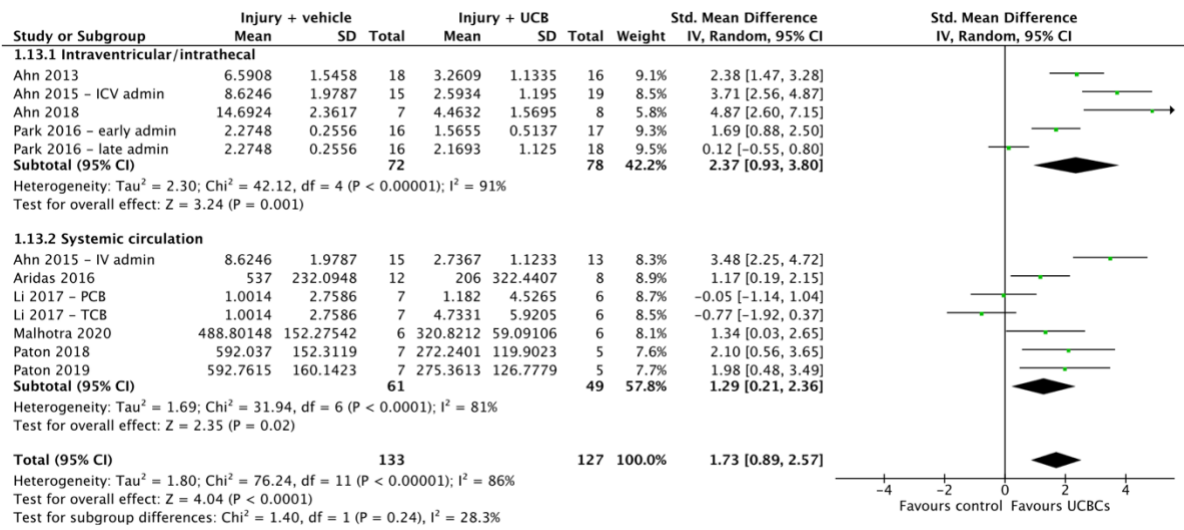 Injury + vehicle Injury + UCB Std. Mean Difference Std. Mean Difference
Study or Subgroup Mean SD Total Mean SD Total Weight IV, Random, 95% CI IV, Random, 95% CI
1.13.1 Intraventricular/intrathecal
Ahn 2013 6.5908 1.5458 18 3.2609 1.1335 16 9.1% 2.38 [1.47, 3.28]
Ahn 2015 – ICV admin 8.6246 1.9787 15 2.5934 1.195 19 8.5% 3.71 [2.56, 4.87]
Ahn 2018 14.6924 2.3617 7 4.4632 1.5695 8 5.8% 4.87 [2.60, 7.15]
Park 2016 – early admin 2.2748 0.2556 16 1.5655 0.5137 17 9.3% 1.69 [0.88, 2.50]
Park 2016 – late admin 2.2748 0.2556 16 2.1693 1.125 18 9.5% 0.12 [-0.55, 0.80]
Subtotal (95% CI) 72 78 42.2% 2.37 [0.93, 3.80]
Heterogeneity: Tau² = 2.30; Chi² = 42.12, df = 4 (P < 0.00001); I² = 91%
Test for overall effect: Z = 3.24 (P = 0.001)
1.13.2 Systemic circulation
Ahn 2015 – IV admin 8.6246 1.9787 15 2.7367 1.1233 13 8.3% 3.48 [2.25, 4.72]
Aridas 2016 537 232.0948 12 206 322.4407 8 8.9% 1.17 [0.19, 2.15]
Li 2017 – PCB 1.0014 2.7586 7 1.182 4.5265 6 8.7% -0.05 [-1.14, 1.04]
Li 2017 – TCB 1.0014 2.7586 7 4.7331 5.9205 6 8.5% -0.77 [-1.92, 0.37]
Malhotra 2020 488.80148 152.27542 6 320.8212 59.09106 6 8.1% 1.34 [0.03, 2.65]
Paton 2018 592.037 152.3119 7 272.2401 119.9023 5 7.6% 2.10 [0.56, 3.65]
Paton 2019 592.7615 160.1423 7 275.3613 126.7779 5 7.7% 1.98 [0.48, 3.49]
Subtotal (95% CI) 61 49 57.8% 1.29 [0.21, 2.36]
Heterogeneity: Tau² = 1.69; Chi² = 31.94, df = 6 (P < 0.0001); I² = 81%
Test for overall effect: Z = 2.35 (P = 0.02)
Total (95% CI) 133 127 100.0% 1.73 [0.89, 2.57]
Heterogeneity: Tau² = 1.80; Chi² = 76.24, df = 11 (P < 0.00001); I² = 86%
Test for overall effect: Z = 4.04 (P < 0.0001)
Test for subgroup differences: Chi² = 1.40, df = 1 (P = 0.24), I² = 28.3%
-4 -2 0 2 4
Favours control Favours UCBCs